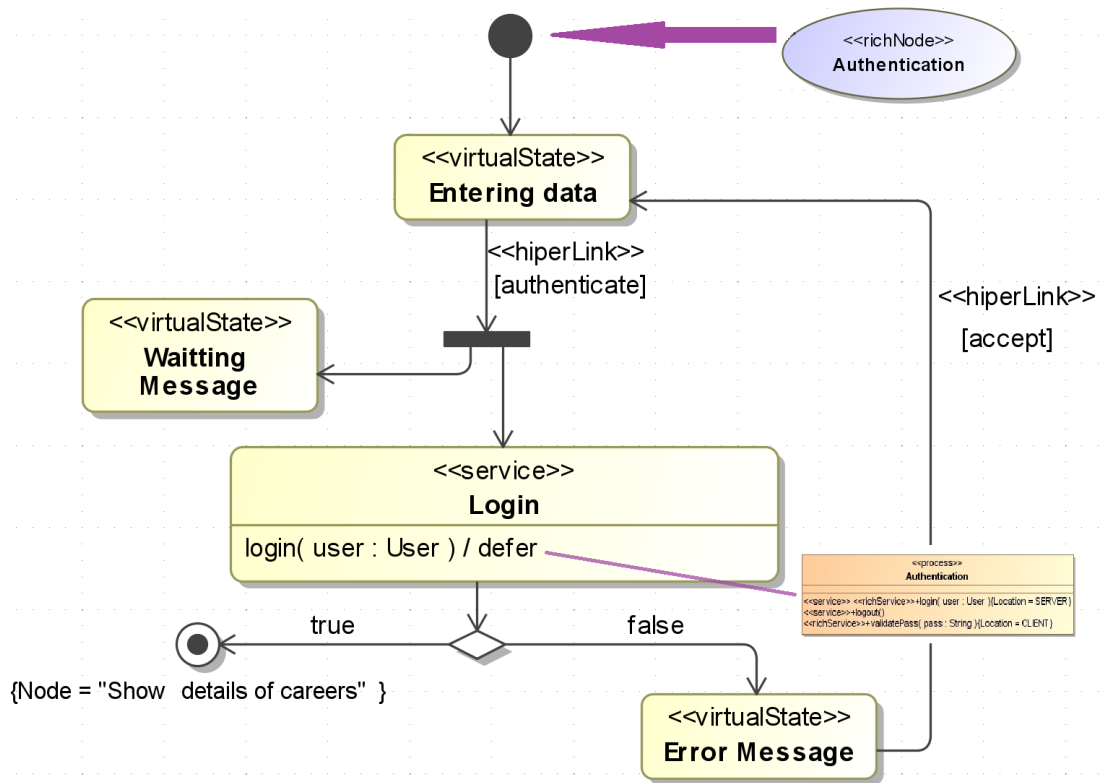 <<richNode>>
Authentication
<<virtualState>>
Entering data
<<hiperLink>>
[authenticate]
<<hiperLink>>
[accept]
<<virtualState>>
Waitting
Message
<<service>>
Login
login( user : User ) / defer
<<process>>
Authentication
<<service>> <<richService>>+login( user : User ){Location = SERVER}
<<service>>+logout()
<<richService>>+validatePass( pass : String ){Location = CLIENT}
true
false
{Node = "Show details of careers" }
<<virtualState>>
Error Message